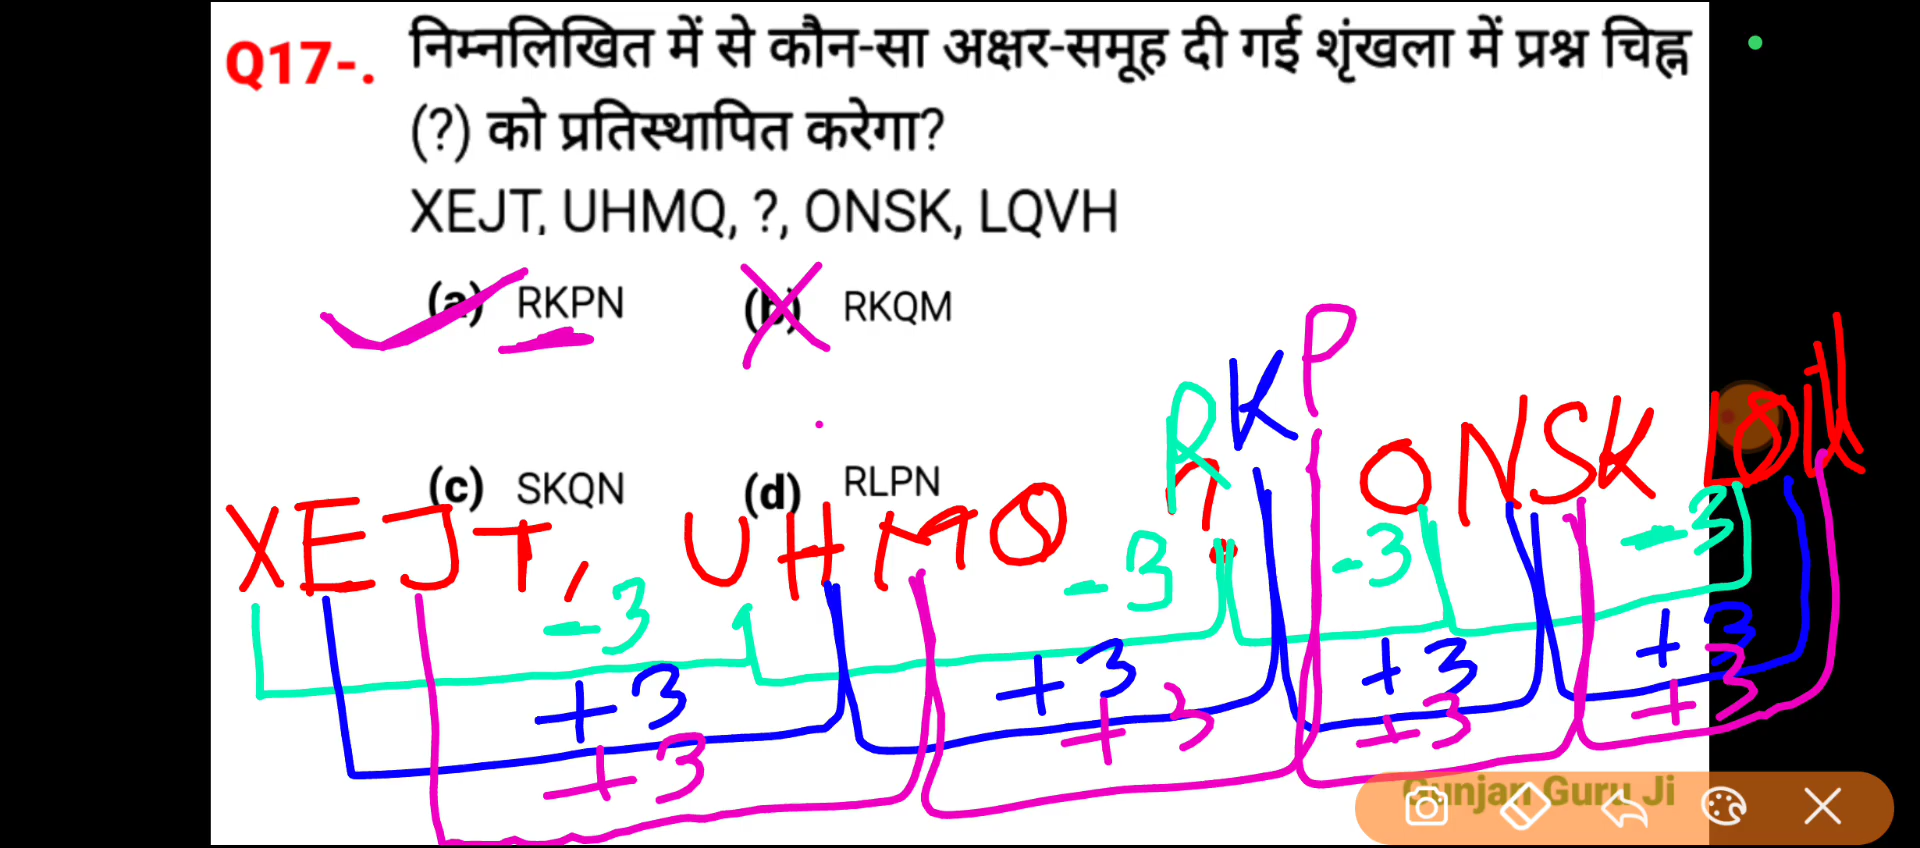 Q17-. निम्नलिखित में से कौन-सा अक्षर-समूह दी गई शृंखला में प्रश्न चिह्न
(?) को प्रतिस्थापित करेगा?
XEJT, UHMQ, ?, ONSK, LQVH
(a) RKPN (b) RKQM
(c) SKQN (d) RLPN
R K P
XEJT, UHMQ ONSK
-3 -3 -3 -3
+3 +3 +3 +3
+3 +3 +3 +3
Gunjan Guru Ji